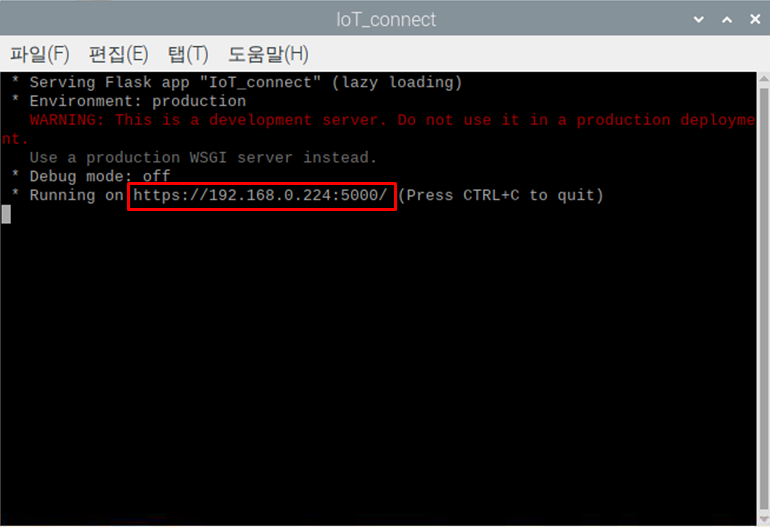 IoT_connect
파일(F) 편집(E) 탭(T) 도움말(H)
* Serving Flask app "IoT_connect" (lazy loading)
* Environment: production
WARNING: This is a development server. Do not use it in a production deployme
nt.
Use a production WSGI server instead.
* Debug mode: off
* Running on https://192.168.0.224:5000/ (Press CTRL+C to quit)